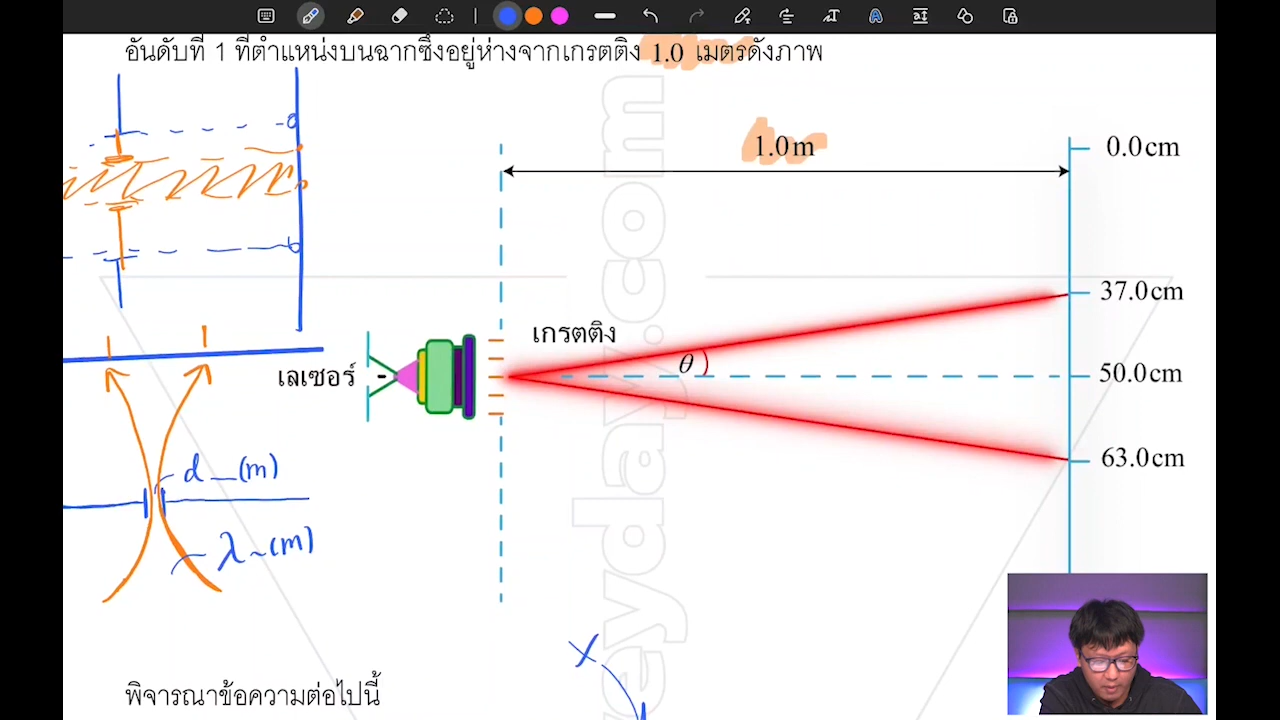 อันดับที่ 1 ที่ตำแหน่งบนฉากซึ่งอยู่ห่างจากเกรตติง 1.0 เมตรดังภาพ
1.0m
0.0cm
37.0cm
เกรตติง
θ
เลเซอร์
50.0cm
63.0cm
d _(m)
λ ~(m)
x
พิจารณาข้อความต่อไปนี้